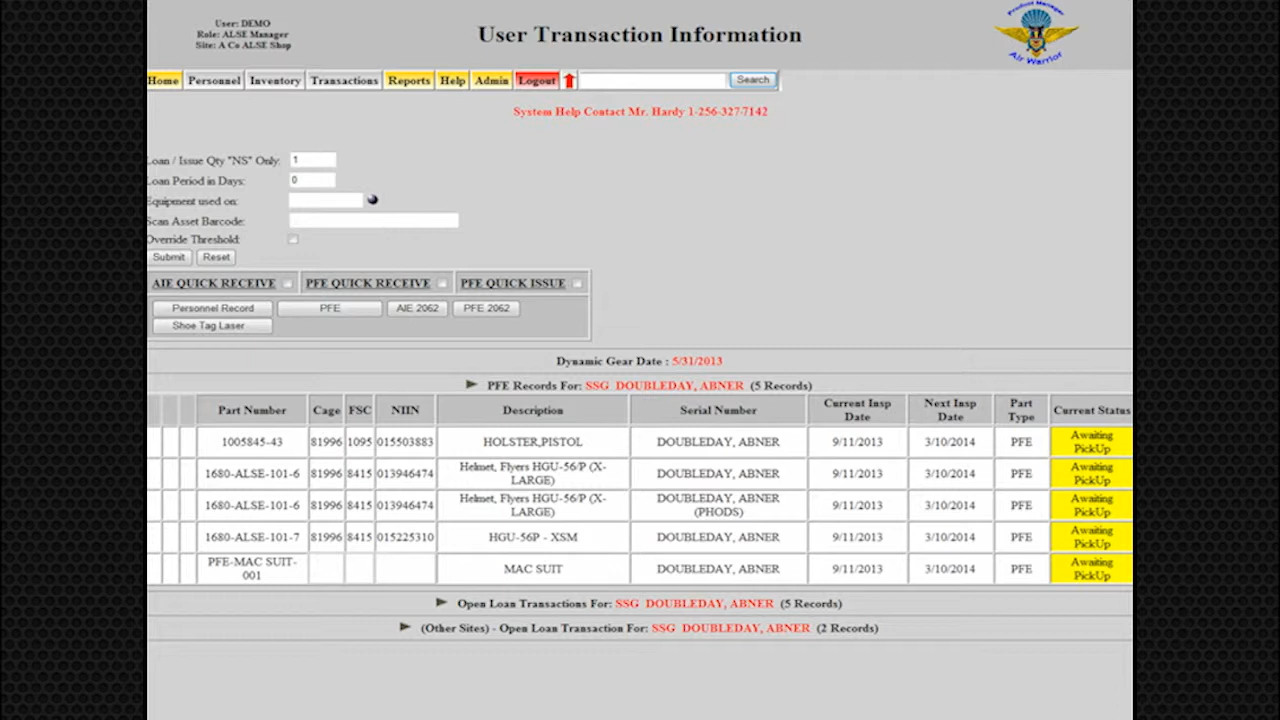 User: DEMO
Role: ALSE Manager
Site: A Co ALSE Shop
User Transaction Information
Product Manager
Air Warrior
Home Personnel Inventory Transactions Reports Help Admin Logout Search
System Help Contact Mr. Hardy 1-256-327-7142
Loan / Issue Qty "NS" Only: 1
Loan Period in Days: 0
Equipment used on:
Scan Asset Barcode:
Override Threshold:
Submit Reset
AIE QUICK RECEIVE PFE QUICK RECEIVE PFE QUICK ISSUE
Personnel Record PFE AIE 2062 PFE 2062
Shoe Tag Laser
Dynamic Gear Date : 5/31/2013
PFE Records For: SSG DOUBLEDAY, ABNER (5 Records)
Part Number Cage FSC NIIN Description Serial Number Current Insp Date Next Insp Date Part Type Current Status
1005845-43 81996 1095 015503883 HOLSTER,PISTOL DOUBLEDAY, ABNER 9/11/2013 3/10/2014 PFE Awaiting PickUp
1680-ALSE-101-6 81996 8415 013946474 Helmet, Flyers HGU-56/P (X-LARGE) DOUBLEDAY, ABNER 9/11/2013 3/10/2014 PFE Awaiting PickUp
1680-ALSE-101-6 81996 8415 013946474 Helmet, Flyers HGU-56/P (X-LARGE) DOUBLEDAY, ABNER (PHODS) 9/11/2013 3/10/2014 PFE Awaiting PickUp
1680-ALSE-101-7 81996 8415 015225310 HGU-56P - XSM DOUBLEDAY, ABNER 9/11/2013 3/10/2014 PFE Awaiting PickUp
PFE-MAC SUIT-001 MAC SUIT DOUBLEDAY, ABNER 9/11/2013 3/10/2014 PFE Awaiting PickUp
Open Loan Transactions For: SSG DOUBLEDAY, ABNER (5 Records)
(Other Sites) - Open Loan Transaction For: SSG DOUBLEDAY, ABNER (2 Records)